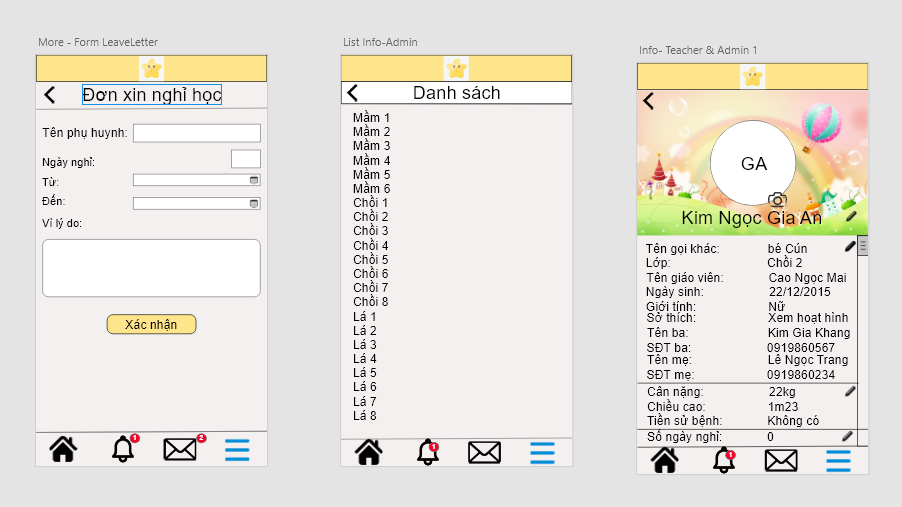 More - Form LeaveLetter
Đơn xin nghỉ học
Tên phụ huynh:
Ngày nghỉ:
Từ:
Đến:
Vì lý do:
Xác nhận
1
2
List Info-Admin
Danh sách
Mầm 1
Mầm 2
Mầm 3
Mầm 4
Mầm 5
Mầm 6
Chồi 1
Chồi 2
Chồi 3
Chồi 4
Chồi 5
Chồi 6
Chồi 7
Chồi 8
Lá 1
Lá 2
Lá 3
Lá 4
Lá 5
Lá 6
Lá 7
Lá 8
1
Info- Teacher & Admin 1
GA
Kim Ngọc Gia An
Tên gọi khác: bé Cún
Lớp: Chồi 2
Tên giáo viên: Cao Ngọc Mai
Ngày sinh: 22/12/2015
Giới tính: Nữ
Sở thích: Xem hoạt hình
Tên ba: Kim Gia Khang
SĐT ba: 0919860567
Tên mẹ: Lê Ngọc Trang
SĐT mẹ: 0919860234
Cân nặng: 22kg
Chiều cao: 1m23
Tiền sử bệnh: Không có
Số ngày nghỉ: 0
1